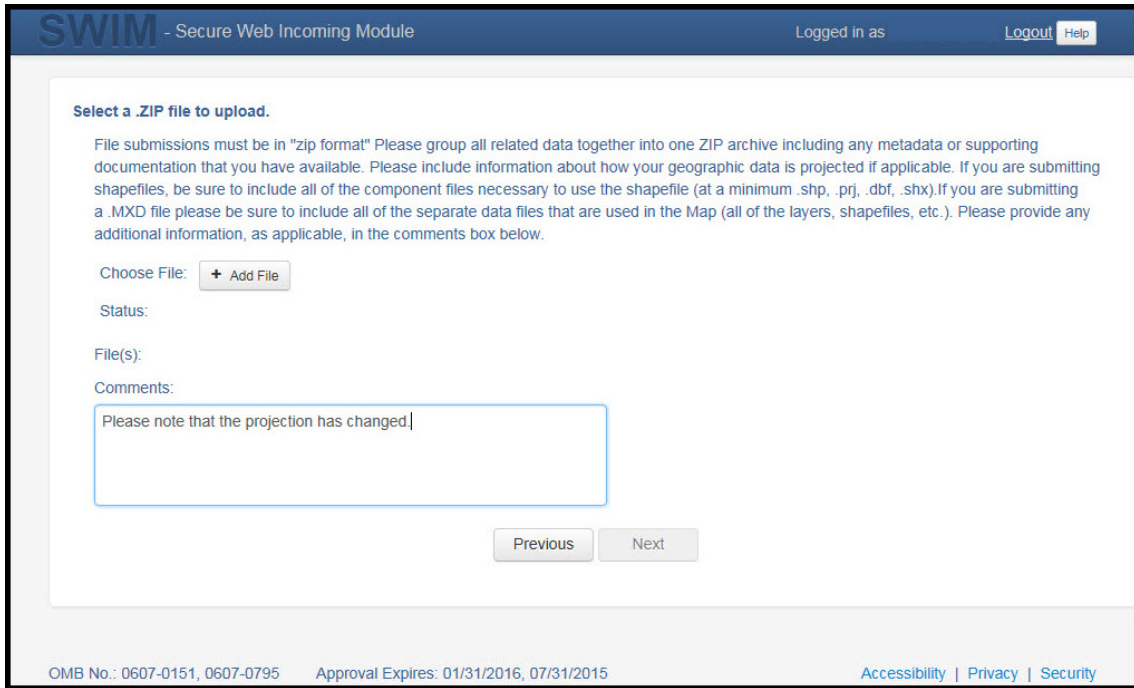 SWIM - Secure Web Incoming Module
Logged in as
Logout
Help
Select a .ZIP file to upload.
File submissions must be in "zip format" Please group all related data together into one ZIP archive including any metadata or supporting
documentation that you have available. Please include information about how your geographic data is projected if applicable. If you are submitting
shapefiles, be sure to include all of the component files necessary to use the shapefile (at a minimum .shp, .prj, .dbf, .shx).If you are submitting
a .MXD file please be sure to include all of the separate data files that are used in the Map (all of the layers, shapefiles, etc.). Please provide any
additional information, as applicable, in the comments box below.
Choose File: + Add File
Status:
File(s):
Comments:
Please note that the projection has changed.
Previous
Next
OMB No.: 0607-0151, 0607-0795 Approval Expires: 01/31/2016, 07/31/2015 Accessibility | Privacy | Security